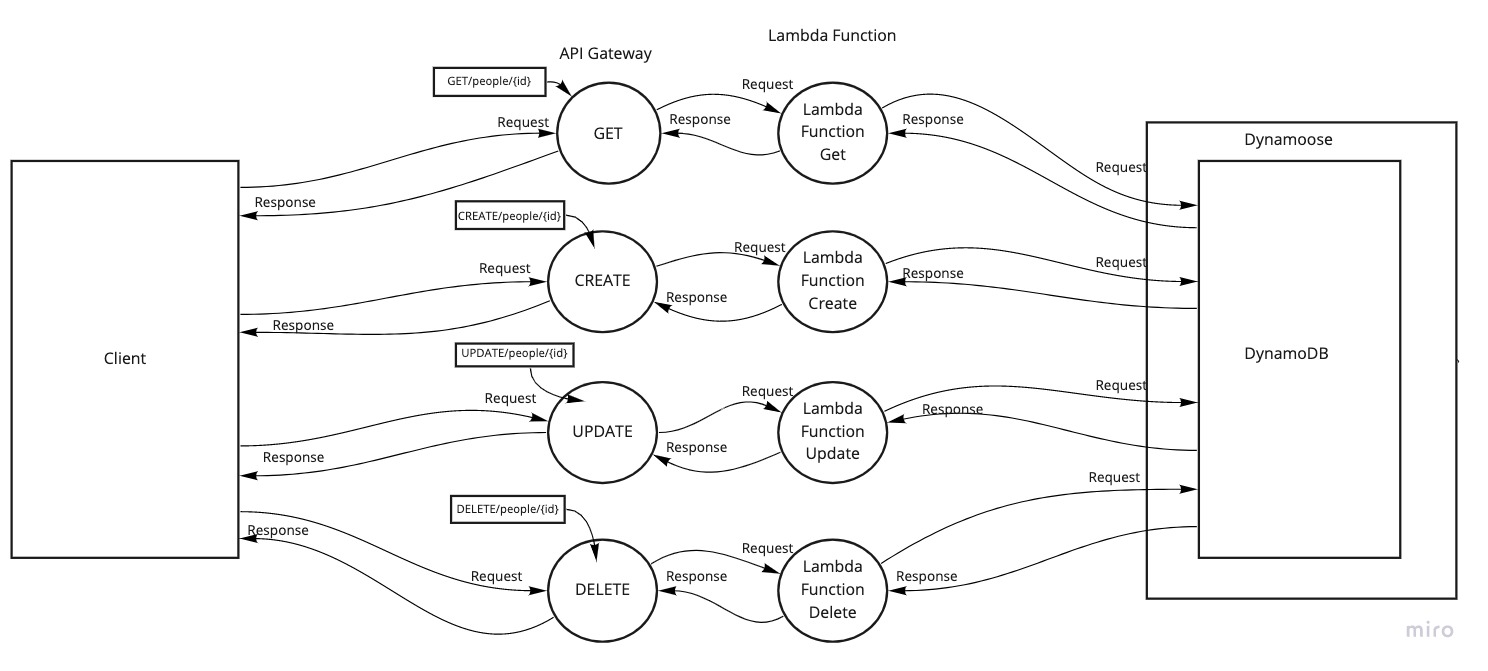 Lambda Function
API Gateway
GET/people/{id}
Request
GET
Response
Request
Response
Lambda
Function
Get
Response
Request
Dynamoose
CREATE/people/{id}
Request
CREATE
Response
Request
Response
Lambda
Function
Create
Request
Response
Client
DynamoDB
UPDATE/people/{id}
Request
UPDATE
Response
Request
Response
Lambda
Function
Update
Request
Response
DELETE/people/{id}
Response
Request
DELETE
Request
Response
Lambda
Function
Delete
Request
Response
miro